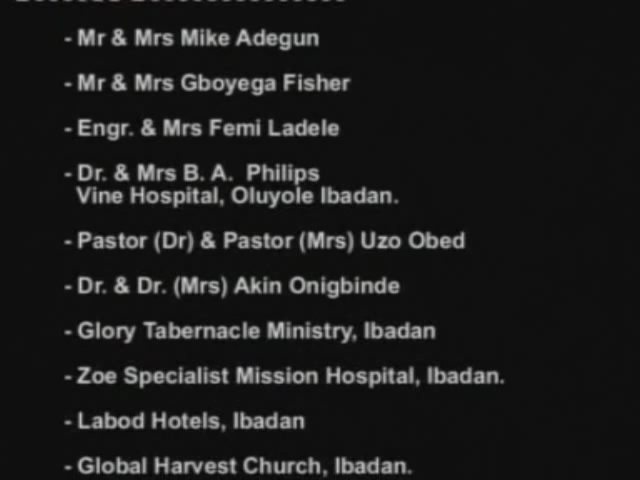 - Mr & Mrs Mike Adegun
- Mr & Mrs Gboyega Fisher
- Engr. & Mrs Femi Ladele
- Dr. & Mrs B. A. Philips
Vine Hospital, Oluyole Ibadan.
- Pastor (Dr) & Pastor (Mrs) Uzo Obed
- Dr. & Dr. (Mrs) Akin Onigbinde
- Glory Tabernacle Ministry, Ibadan
- Zoe Specialist Mission Hospital, Ibadan.
- Labod Hotels, Ibadan
- Global Harvest Church, Ibadan.